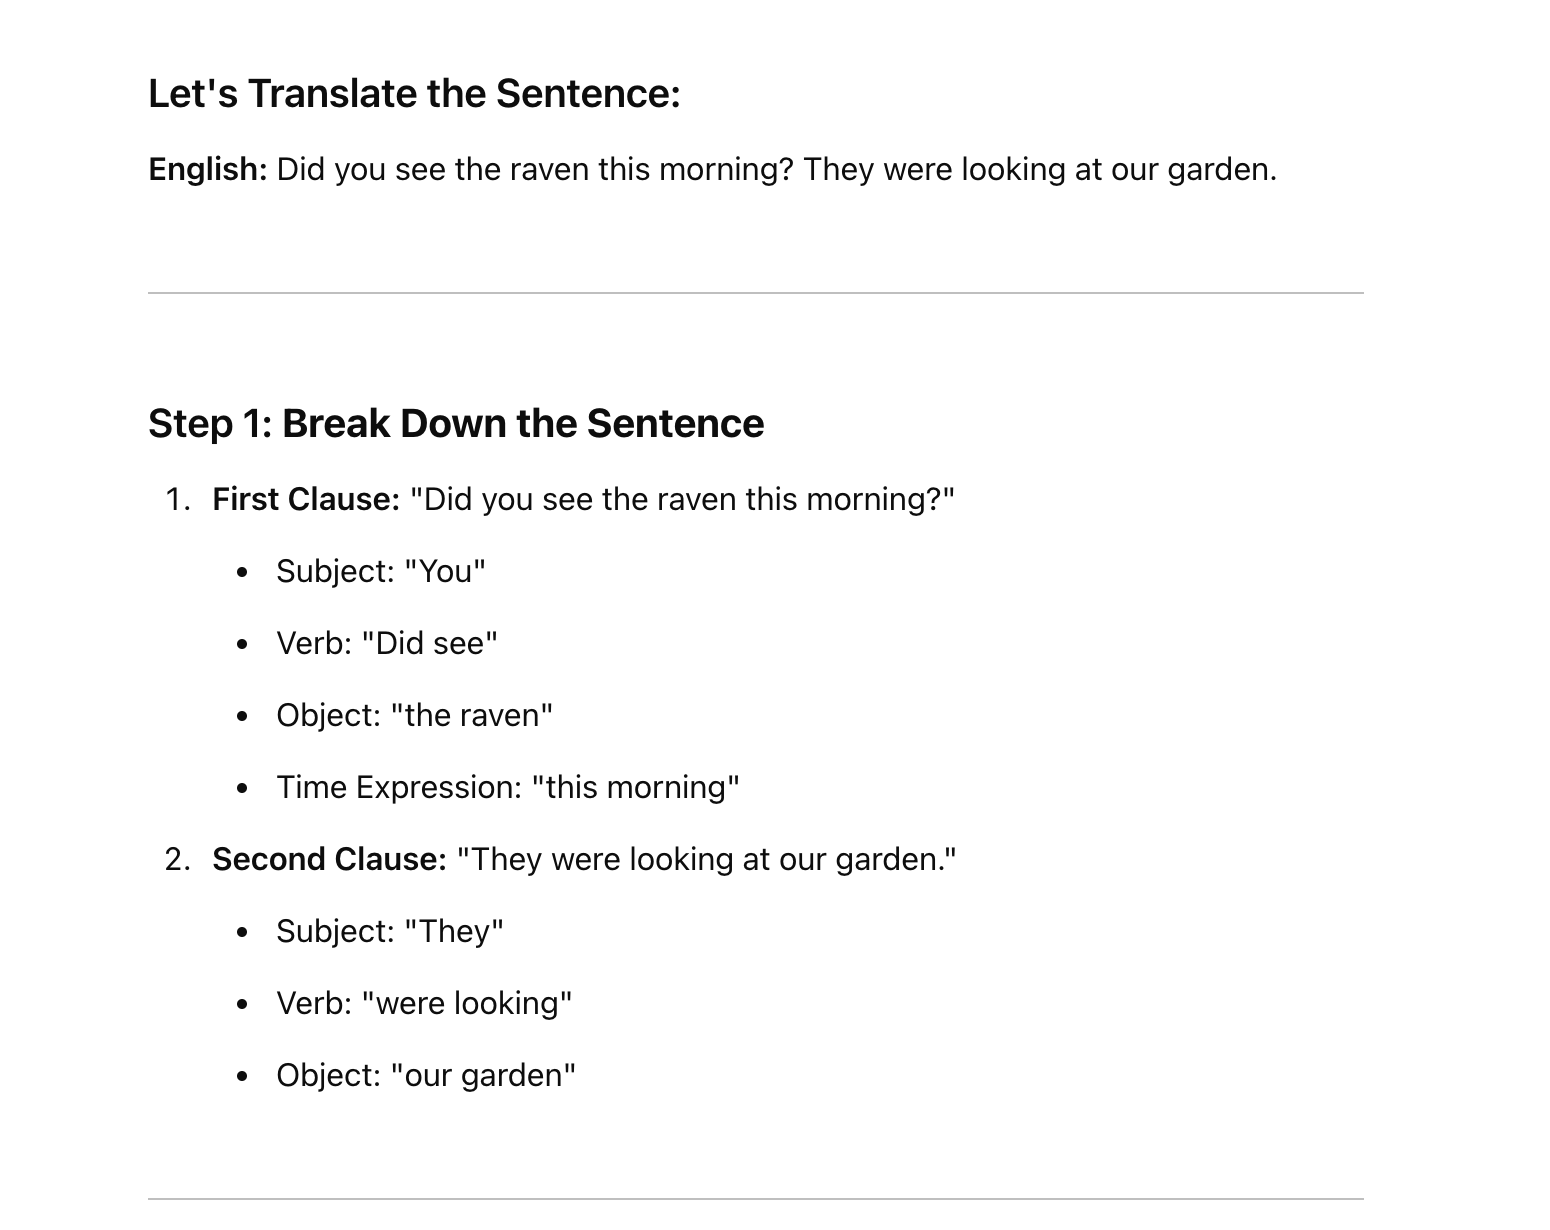 Let's Translate the Sentence:
English: Did you see the raven this morning? They were looking at our garden.
Step 1: Break Down the Sentence
1. First Clause: "Did you see the raven this morning?"
• Subject: "You"
• Verb: "Did see"
• Object: "the raven"
• Time Expression: "this morning"
2. Second Clause: "They were looking at our garden."
• Subject: "They"
• Verb: "were looking"
• Object: "our garden"